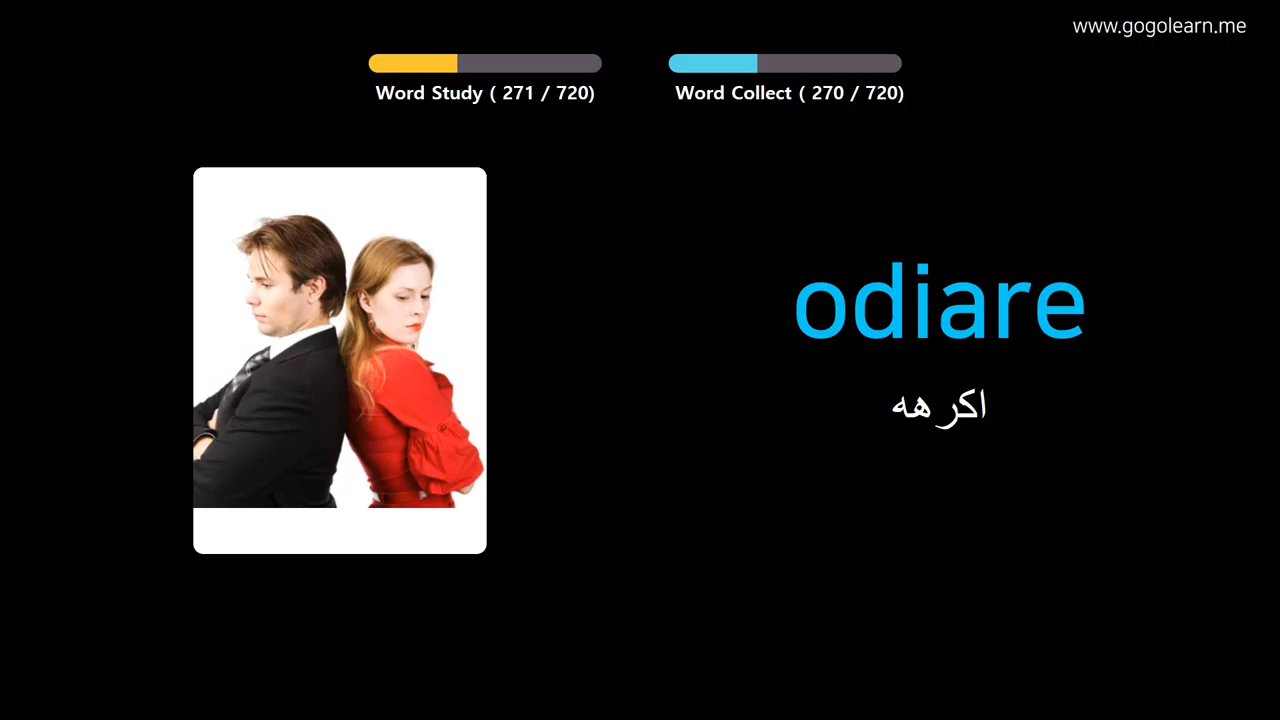 www.gogolearn.me
Word Study ( 271 / 720)
Word Collect ( 270 / 720)
odiare
اكرهه